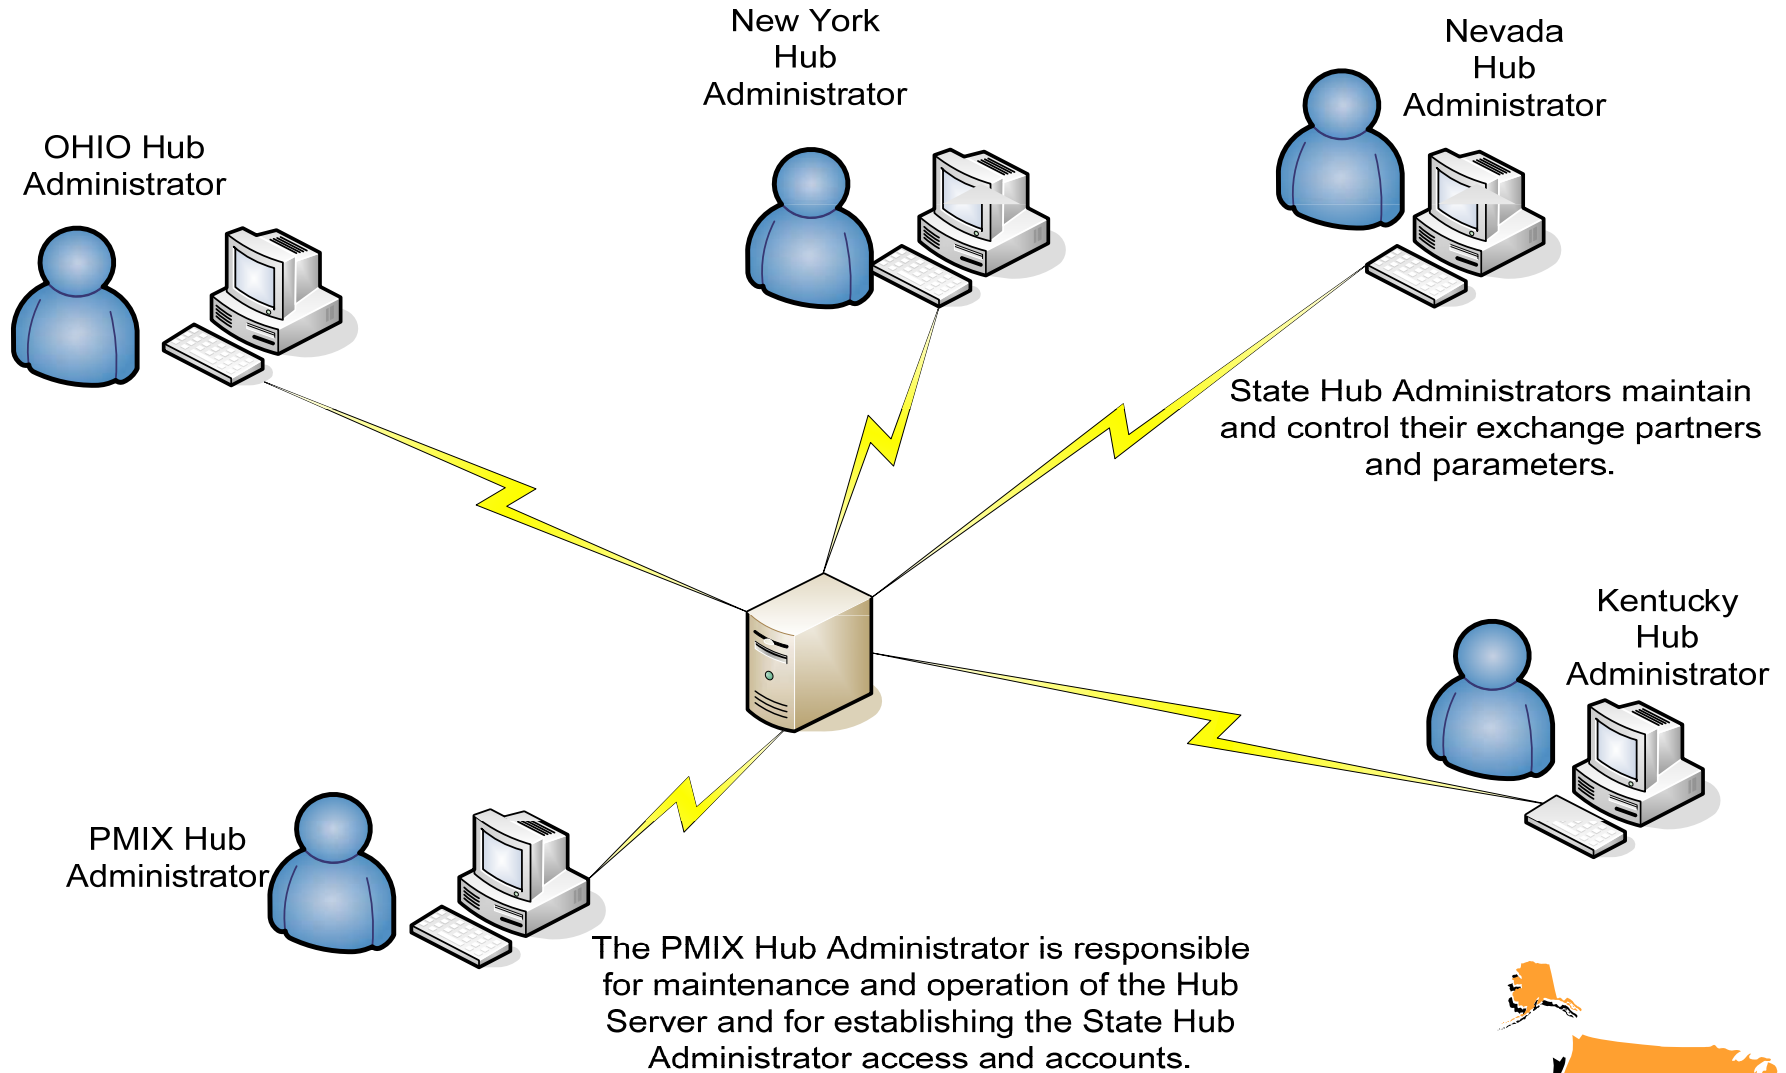 New York
Hub
Administrator
Nevada
Hub
Administrator
OHIO Hub
Administrator
State Hub Administrators maintain
and control their exchange partners
and parameters.
Kentucky
Hub
Administrator
PMIX Hub
Administrator
The PMIX Hub Administrator is responsible
for maintenance and operation of the Hub
Server and for establishing the State Hub
Administrator access and accounts.